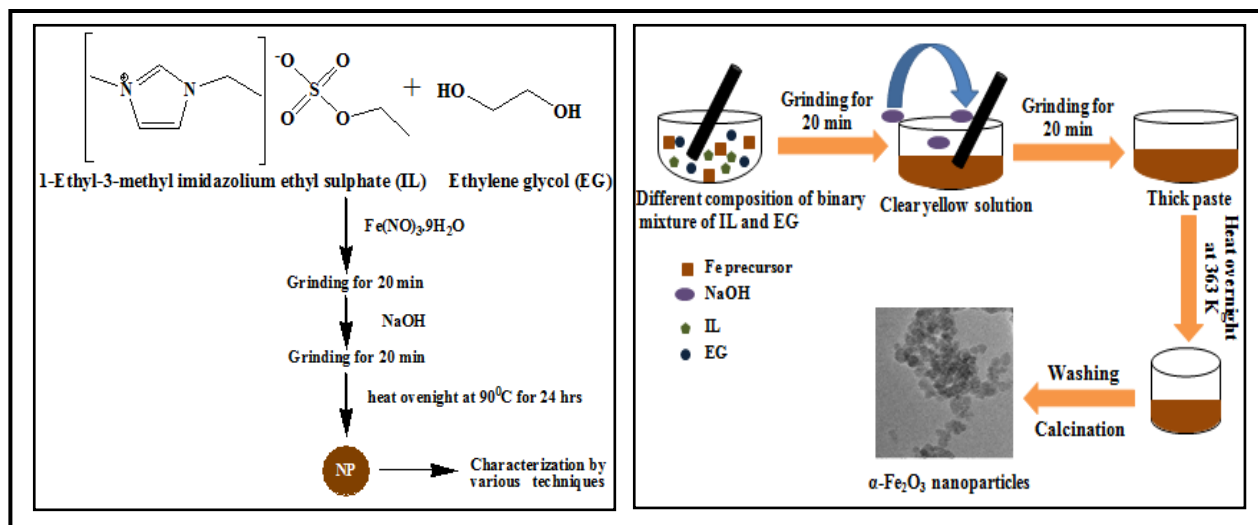 N
N
⊕
⁻O
O
S
O
O
+
HO
OH
1-Ethyl-3-methyl imidazolium ethyl sulphate (IL)
Ethylene glycol (EG)
Fe(NO)₃.9H₂O
Grinding for 20 min
NaOH
Grinding for 20 min
heat ovenight at 90⁰C for 24 hrs
NP
Characterization by
various techniques
Grinding for
20 min
Grinding for
20 min
Different composition of binary
mixture of IL and EG
Clear yellow solution
Thick paste
Heat overnight
at 363 K
Fe precursor
NaOH
IL
EG
Washing
Calcination
α-Fe₂O₃ nanoparticles